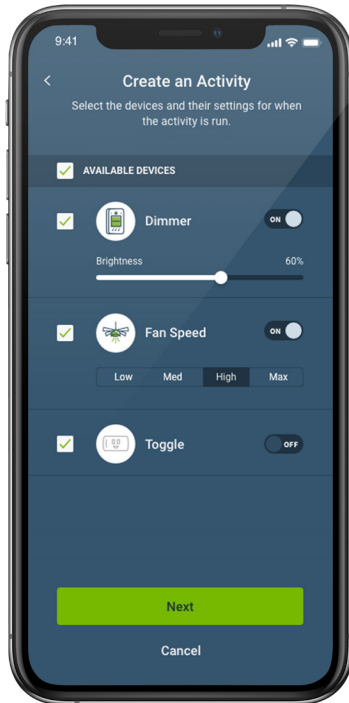 9:41
Create an Activity
Select the devices and their settings for when
the activity is run.
AVAILABLE DEVICES
Dimmer
ON
Brightness
60%
Fan Speed
ON
Low Med High Max
Toggle
OFF
Next
Cancel